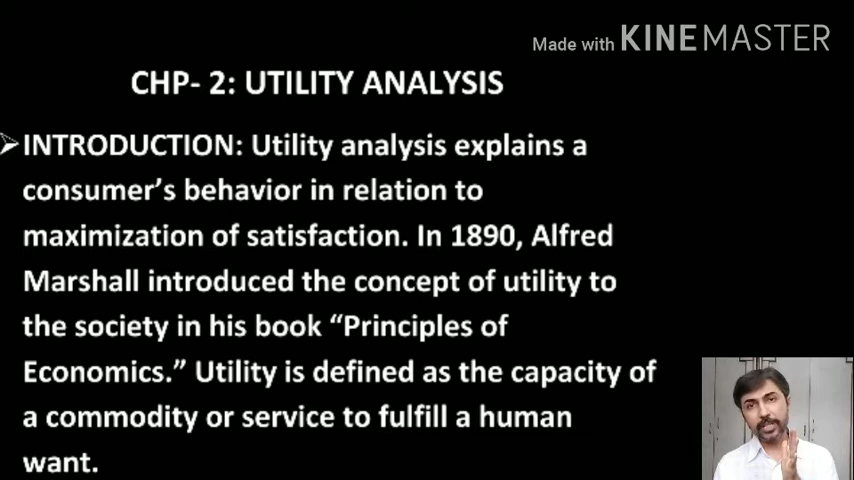 Made with KINEMASTER
CHP- 2: UTILITY ANALYSIS
INTRODUCTION: Utility analysis explains a
consumer’s behavior in relation to
maximization of satisfaction. In 1890, Alfred
Marshall introduced the concept of utility to
the society in his book “Principles of
Economics.” Utility is defined as the capacity of
a commodity or service to fulfill a human
want.